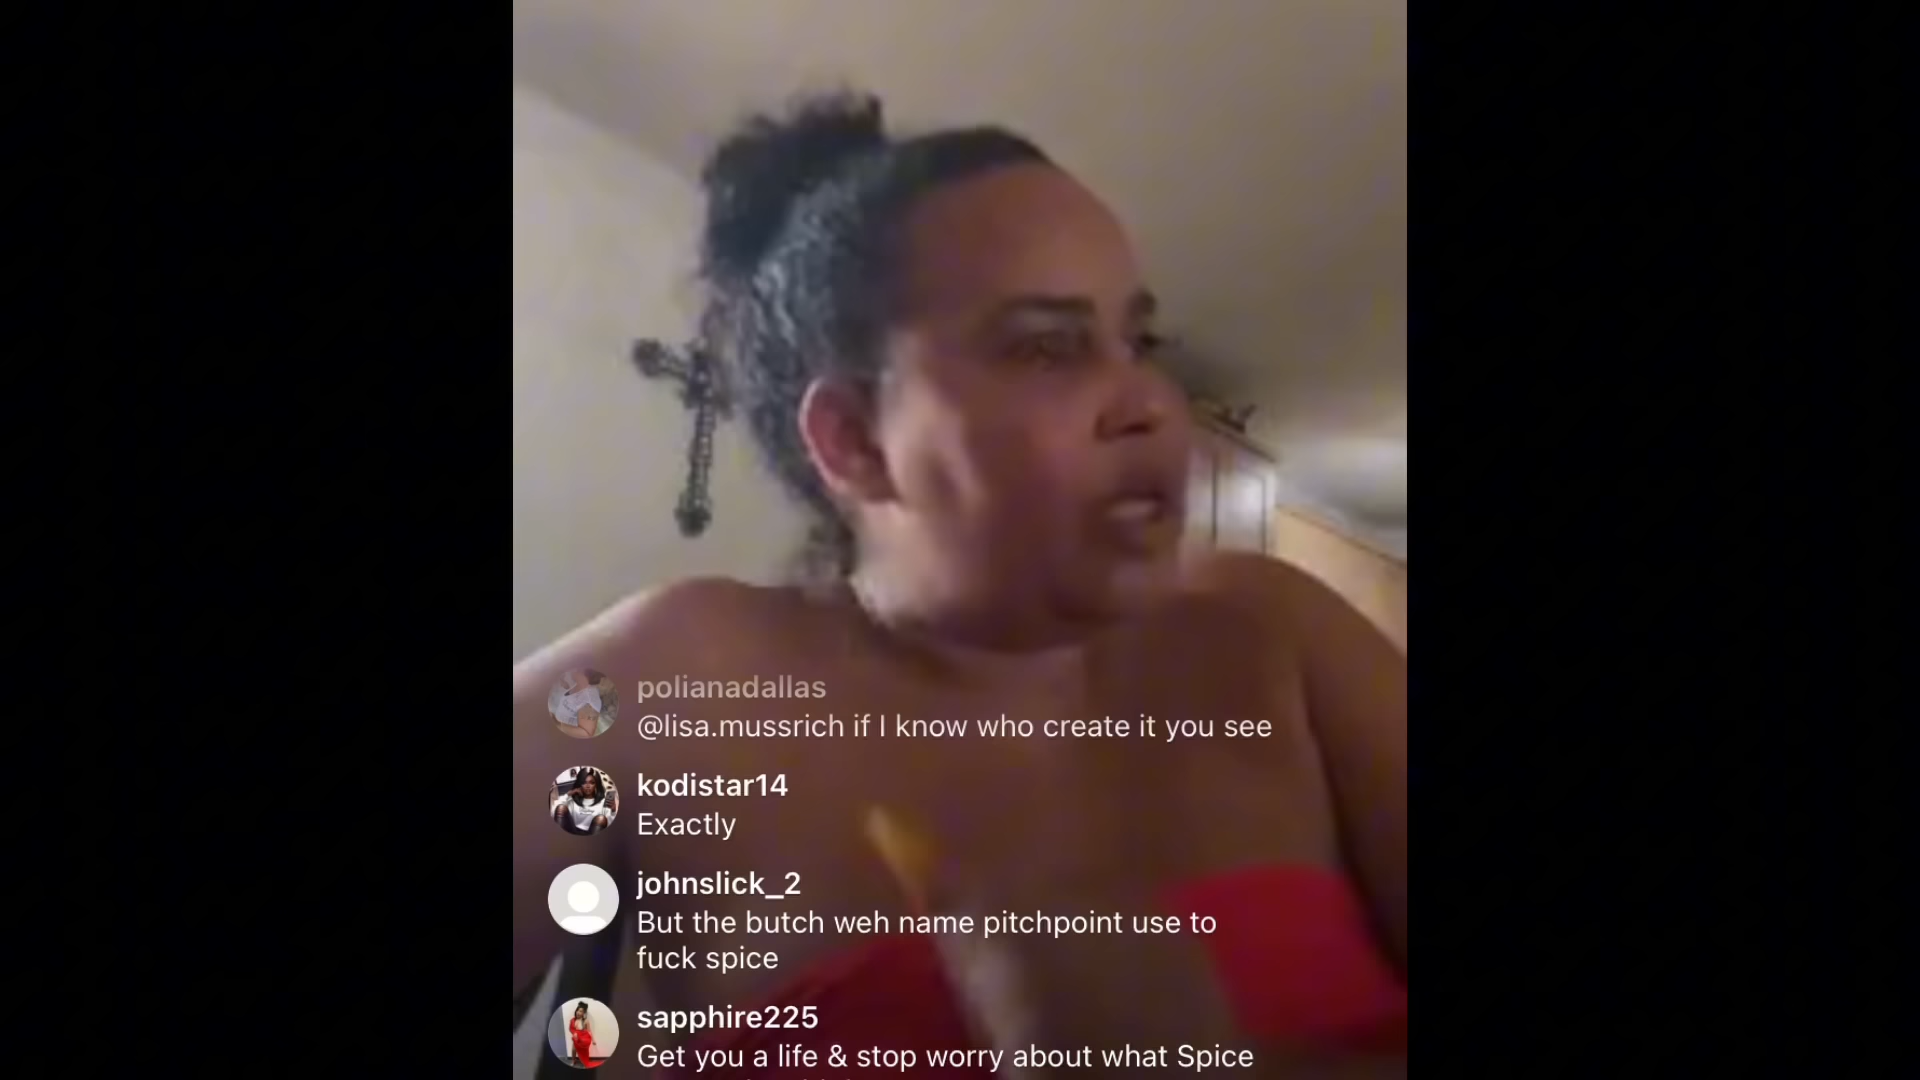 polianadallas
@lisa.mussrich if I know who create it you see
kodistar14
Exactly
johnslick_2
But the butch weh name pitchpoint use to
fuck spice
sapphire225
Get you a life & stop worry about what Spice